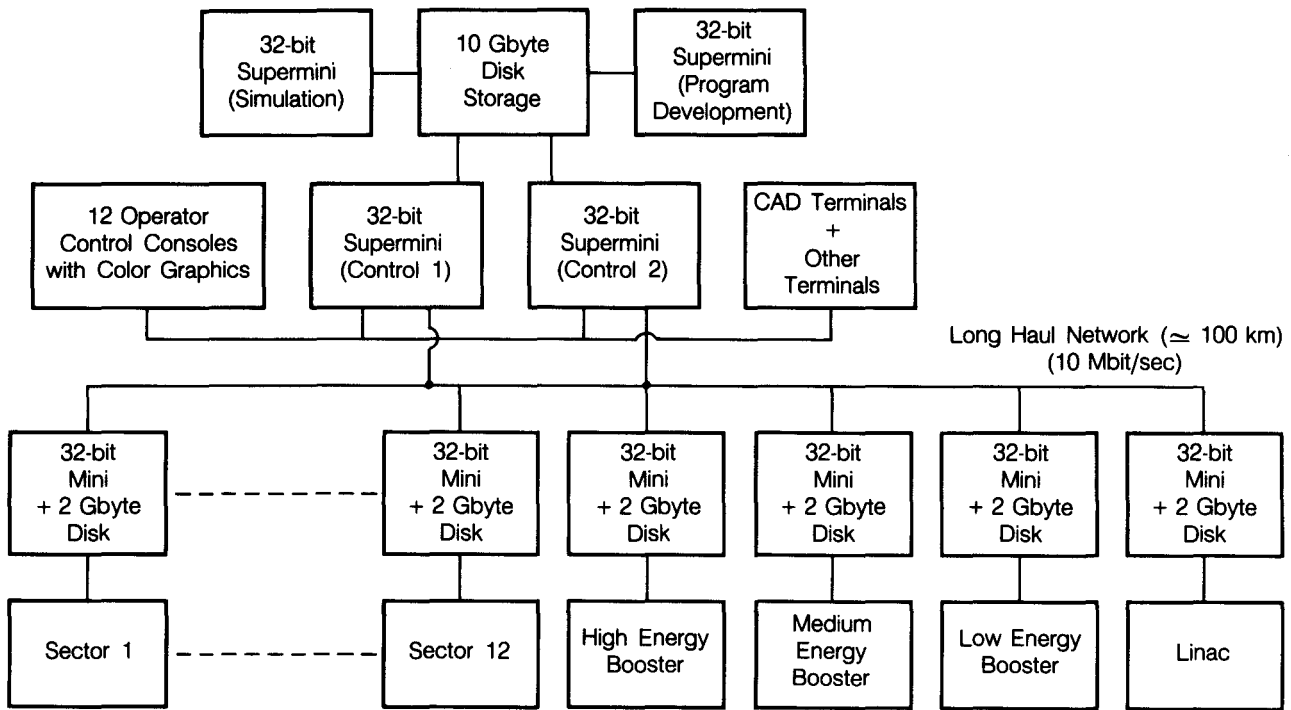 32-bit
Supermini
(Simulation)
10 Gbyte
Disk
Storage
32-bit
Supermini
(Program
Development)
12 Operator
Control Consoles
with Color Graphics
32-bit
Supermini
(Control 1)
32-bit
Supermini
(Control 2)
CAD Terminals
+
Other
Terminals
Long Haul Network (≃ 100 km)
(10 Mbit/sec)
32-bit
Mini
+ 2 Gbyte
Disk
32-bit
Mini
+ 2 Gbyte
Disk
32-bit
Mini
+ 2 Gbyte
Disk
32-bit
Mini
+ 2 Gbyte
Disk
32-bit
Mini
+ 2 Gbyte
Disk
32-bit
Mini
+ 2 Gbyte
Disk
Sector 1
Sector 12
High Energy
Booster
Medium
Energy
Booster
Low Energy
Booster
Linac